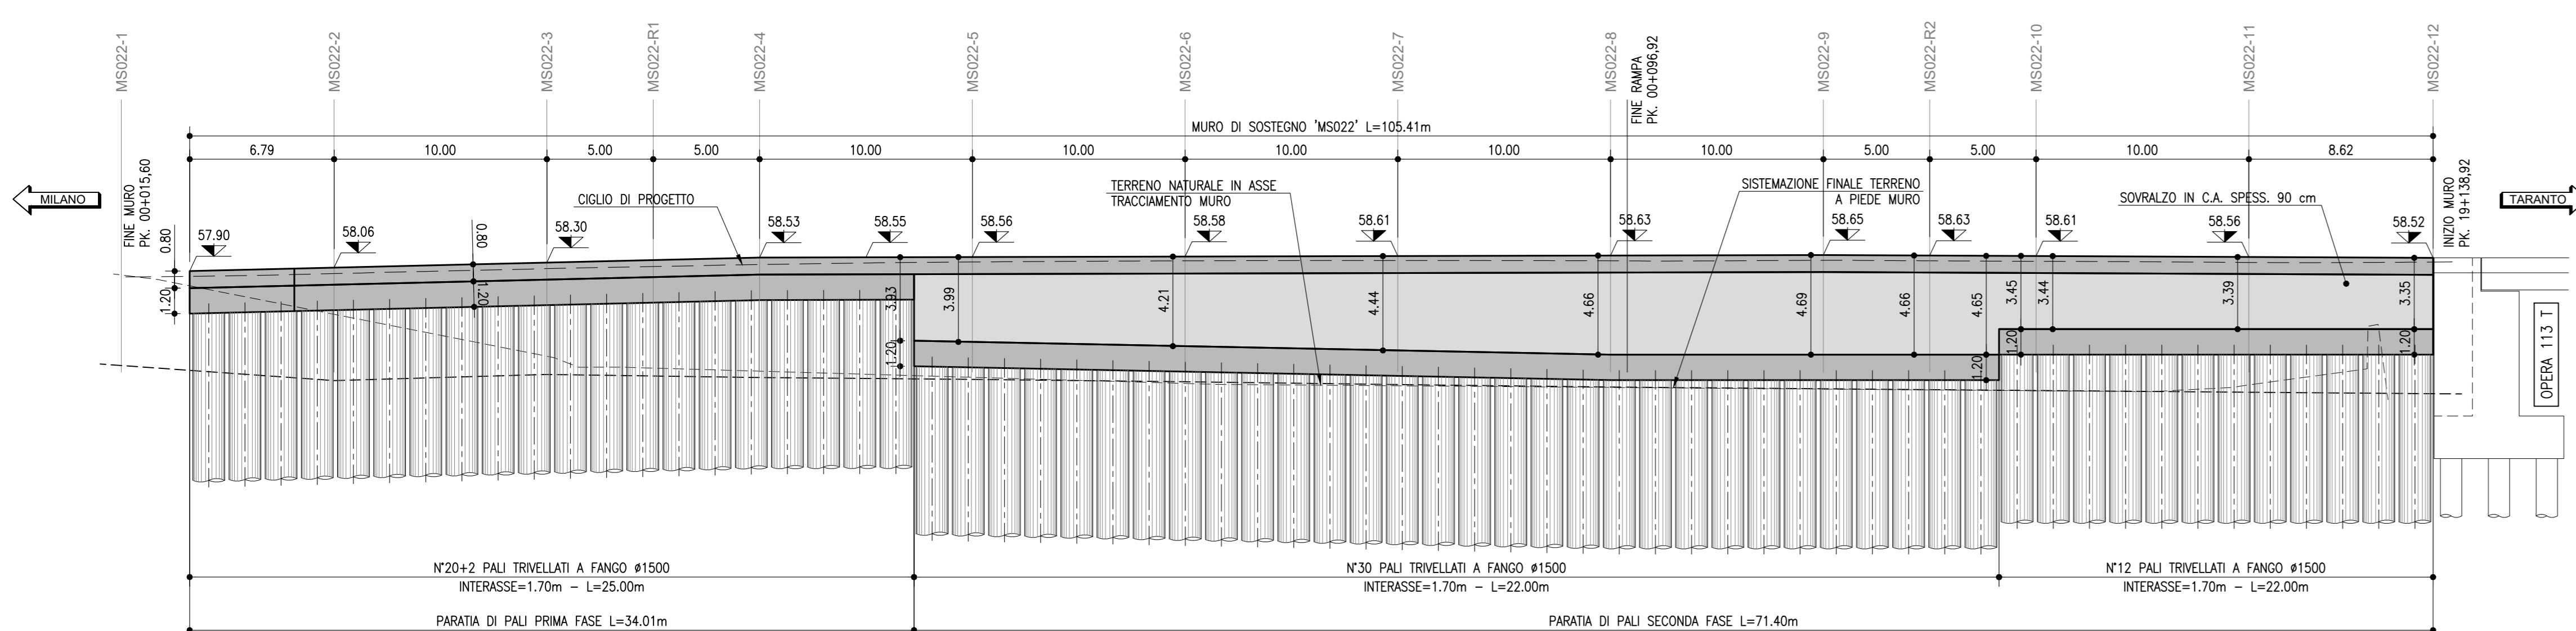 MS022-1
MS022-2
MS022-3
MS022-R1
MS022-4
MS022-5
MS022-6
MS022-7
MS022-8
MS022-9
MS022-R2
MS022-10
MS022-11
MS022-12
FINE RAMPA
PK. 00+096,92
MURO DI SOSTEGNO 'MS022' L=105.41m
6.79
10.00
5.00
5.00
10.00
10.00
10.00
10.00
10.00
5.00
5.00
10.00
8.62
MILANO
FINE MURO
PK. 00+015,60
CIGLIO DI PROGETTO
TERRENO NATURALE IN ASSE
TRACCIAMENTO MURO
SISTEMAZIONE FINALE TERRENO
A PIEDE MURO
SOVRALZO IN C.A. SPESS. 90 cm
INIZIO MURO
PK. 19+138,92
TARANTO
57.90
58.06
58.30
58.53
58.55
58.56
58.58
58.61
58.63
58.65
58.63
58.61
58.56
58.52
0.80
1.20
0.80
1.20
3.93
1.20
3.99
4.21
4.44
4.66
4.69
4.66
4.65
1.20
3.45
1.20
3.44
3.39
3.35
1.20
OPERA 113 T
N°20+2 PALI TRIVELLATI A FANGO ø1500
INTERASSE=1.70m - L=25.00m
N°30 PALI TRIVELLATI A FANGO ø1500
INTERASSE=1.70m - L=22.00m
N°12 PALI TRIVELLATI A FANGO ø1500
INTERASSE=1.70m - L=22.00m
PARATIA DI PALI PRIMA FASE L=34.01m
PARATIA DI PALI SECONDA FASE L=71.40m